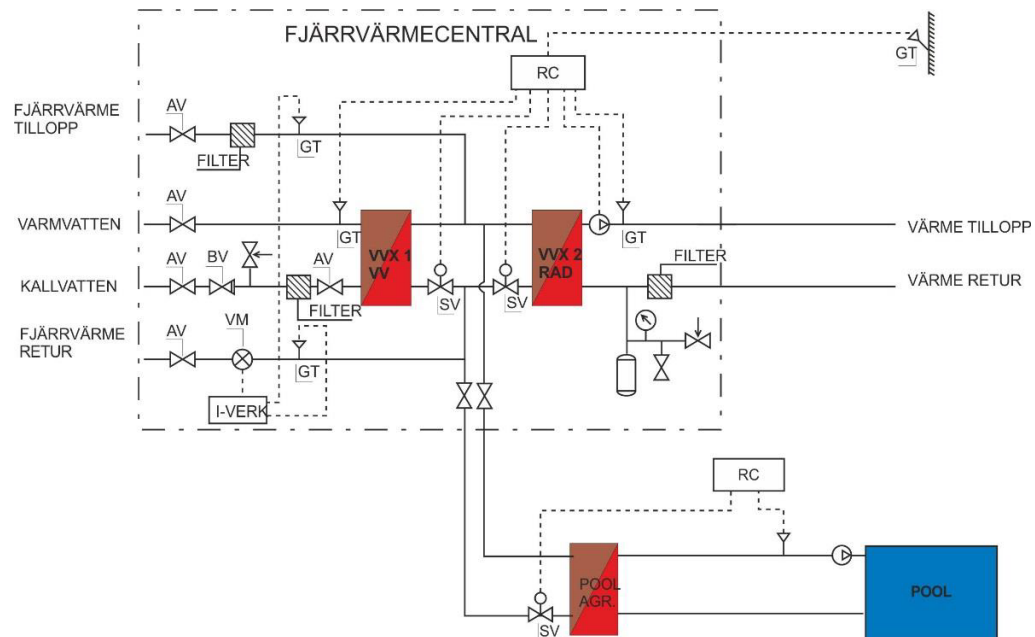 FJÄRRVÄRMECENTRAL
RC
GT
FJÄRRVÄRME
TILLOPP
AV
FILTER
GT
VARMVATTEN
AV
GT
VVX 1
VV
VVX 2
RAD
GT
VÄRME TILLOPP
KALLVATTEN
AV
BV
FILTER
AV
SV
SV
FILTER
VÄRME RETUR
FJÄRRVÄRME
RETUR
AV
VM
GT
I-VERK
RC
POOL
AGR.
SV
POOL